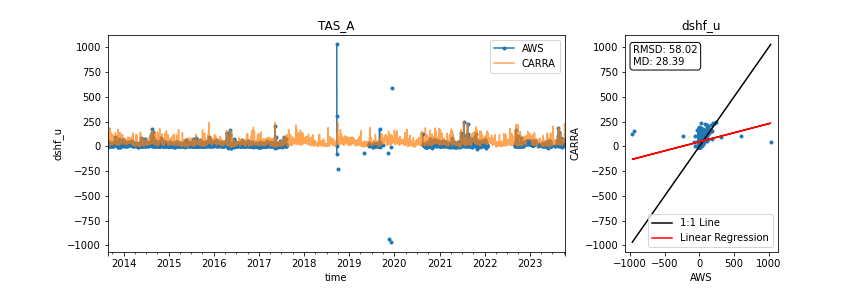 TAS_A
dshf_u
1000
750
500
250
0
−250
−500
−750
−1000
2014 2015 2016 2017 2018 2019 2020 2021 2022 2023
time
dshf_u
AWS
CARRA
dshf_u
RMSD: 58.02
MD: 28.39
1000
750
500
250
0
−250
−500
−750
−1000
−1000 −500 0 500 1000
AWS
CARRA
1:1 Line
Linear Regression